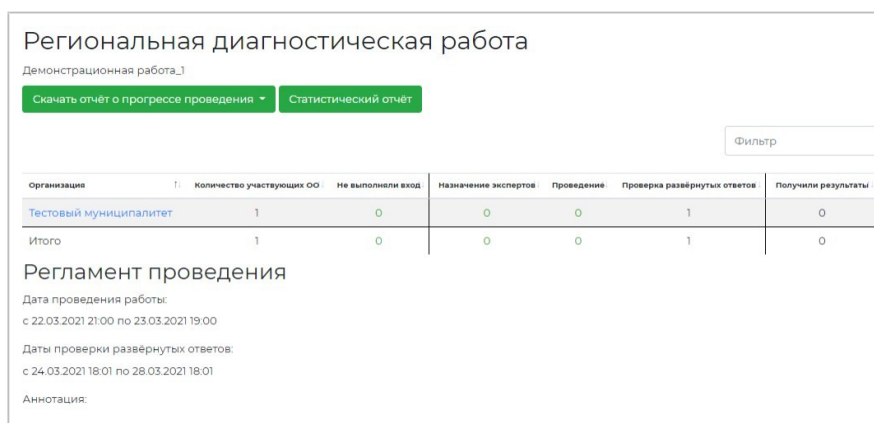 Региональная диагностическая работа
Демонстрационная работа_1
Скачать отчёт о прогрессе проведения Статистический отчёт
Фильтр
Организация Количество участвующих ОО Не выполняли вход Назначение экспертов Проведение Проверка развёрнутых ответов Получили результаты
Тестовый муниципалитет 1 0 0 0 1 0
Итого 1 0 0 0 1 0
Регламент проведения
Дата проведения работы:
с 22.03.2021 21:00 по 23.03.2021 19:00
Даты проверки развёрнутых ответов:
с 24.03.2021 18:01 по 28.03.2021 18:01
Аннотация: